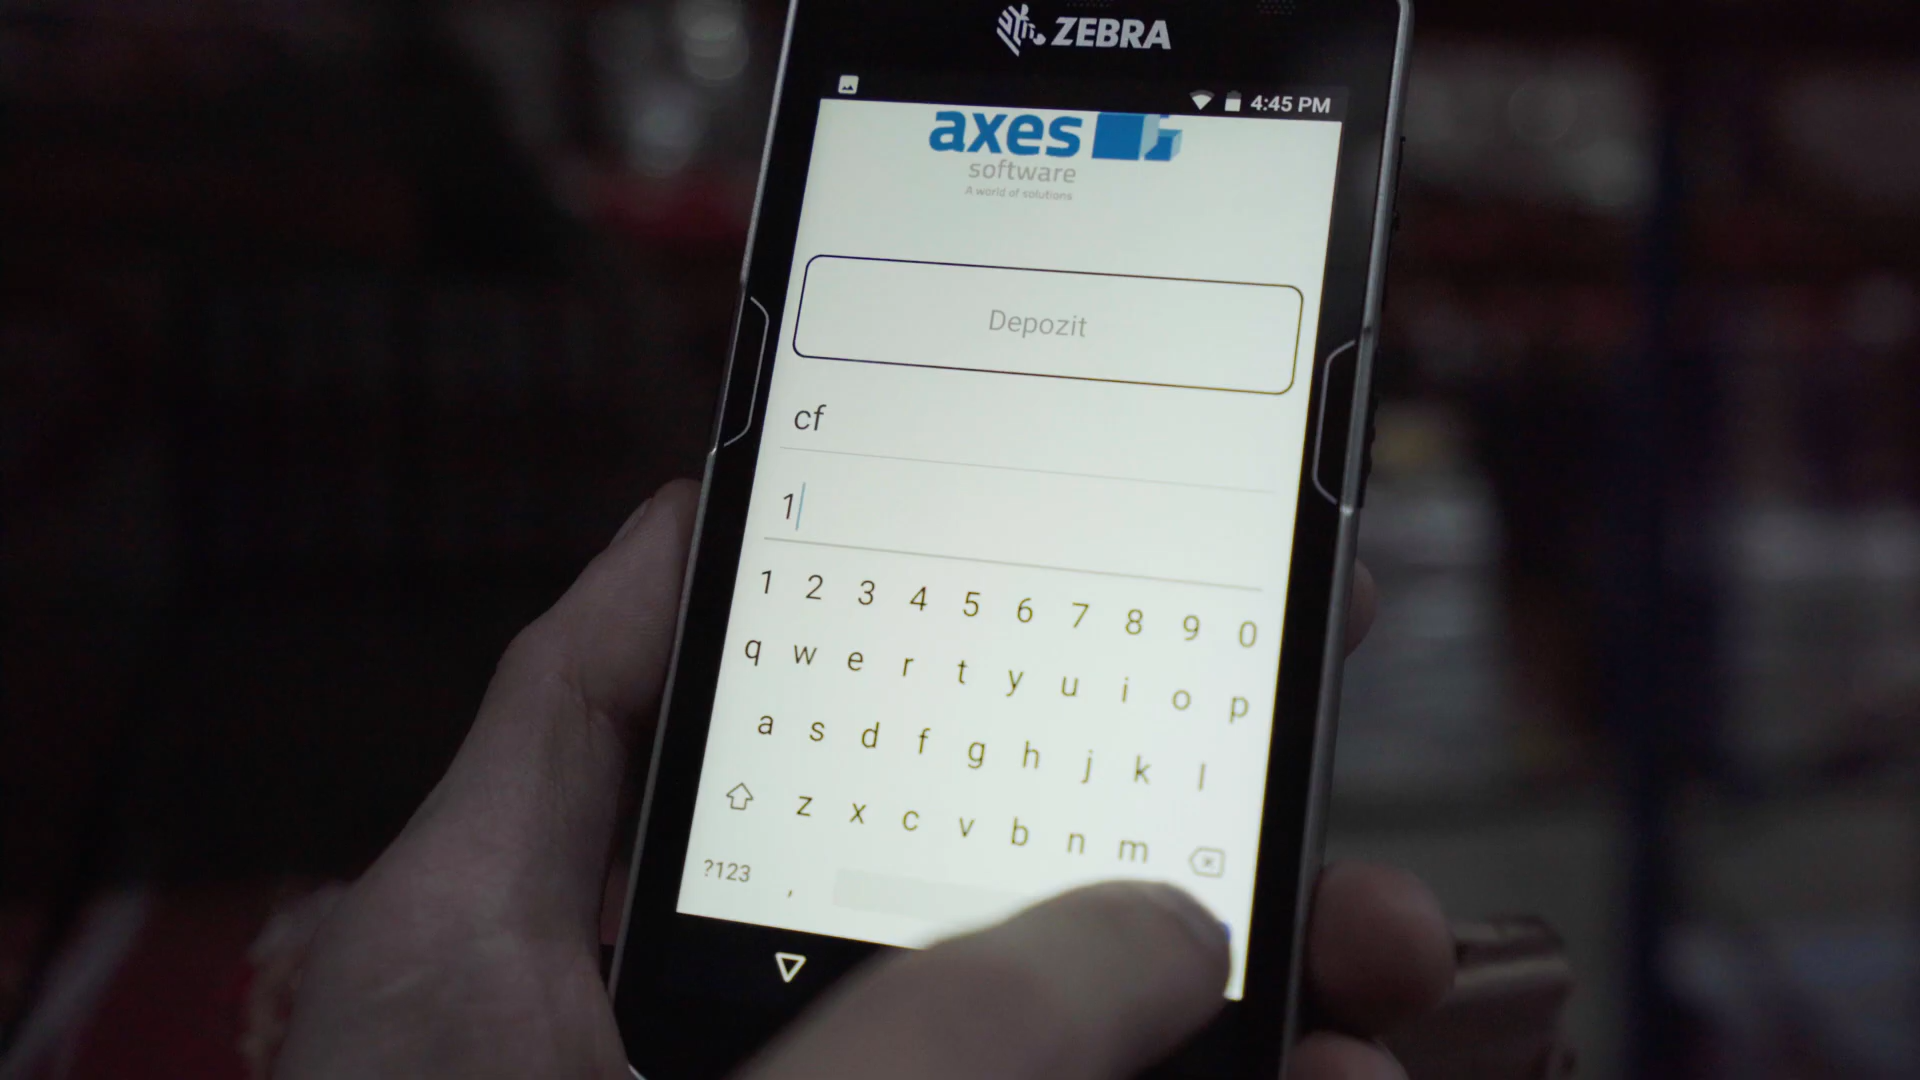 ZEBRA
4:45 PM
axes
software
A world of solutions
Depozit
cf
1
1 2 3 4 5 6 7 8 9 0
q w e r t y u i o p
a s d f g h j k l
z x c v b n m
?123 ,